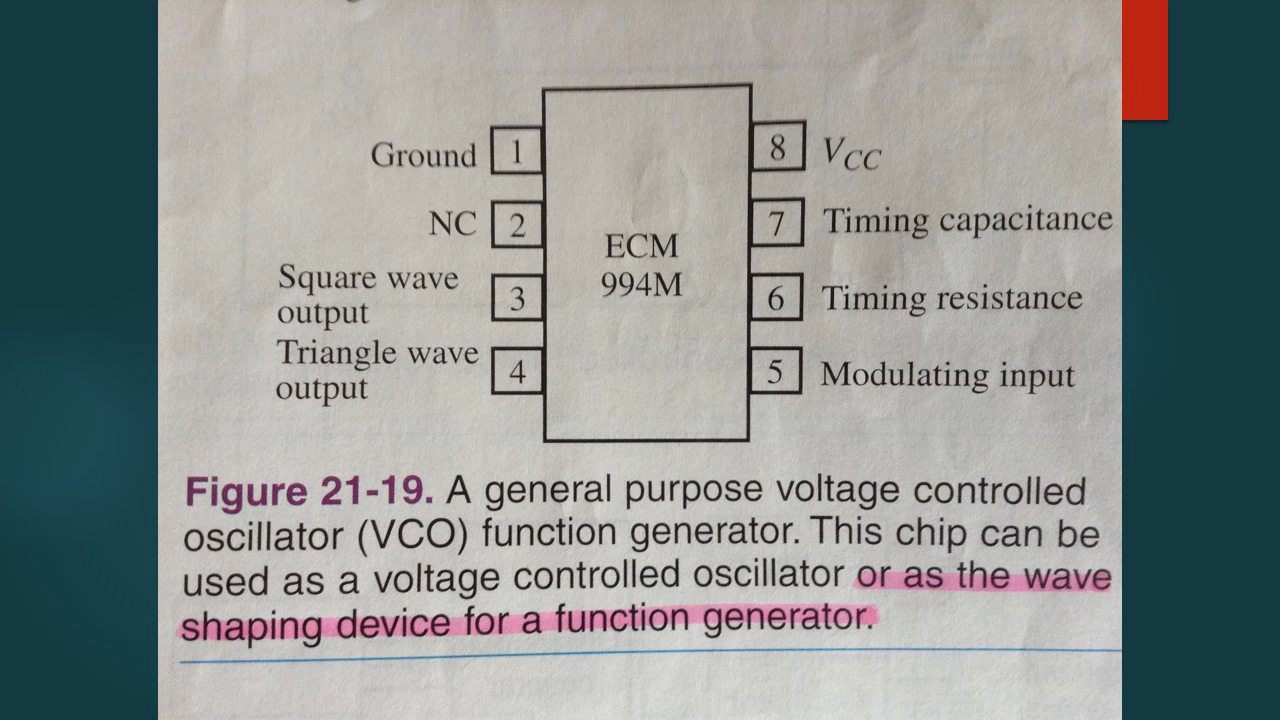 Ground 1
NC 2
Square wave
output 3
Triangle wave
output 4
ECM
994M
8 VCC
7 Timing capacitance
6 Timing resistance
5 Modulating input
Figure 21-19. A general purpose voltage controlled
oscillator (VCO) function generator. This chip can be
used as a voltage controlled oscillator or as the wave
shaping device for a function generator.